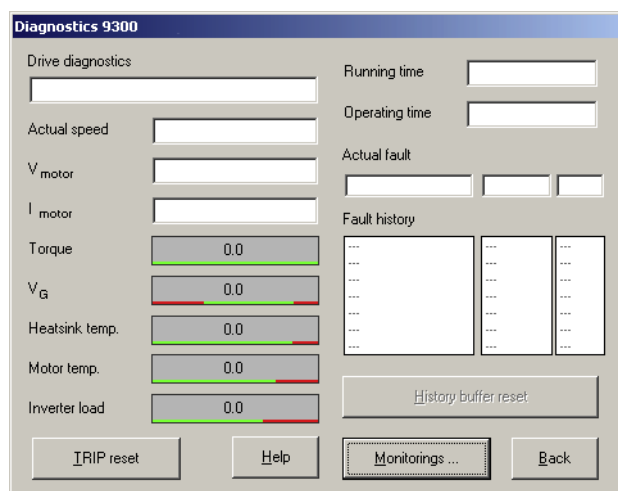 Diagnostics 9300
Drive diagnostics
Actual speed
V motor
I motor
Torque 0.0
VG 0.0
Heatsink temp. 0.0
Motor temp. 0.0
Inverter load 0.0
Running time
Operating time
Actual fault
Fault history
--- --- ---
--- --- ---
--- --- ---
--- --- ---
--- --- ---
--- --- ---
--- --- ---
--- --- ---
History buffer reset
TRIP reset Help Monitorings ... Back